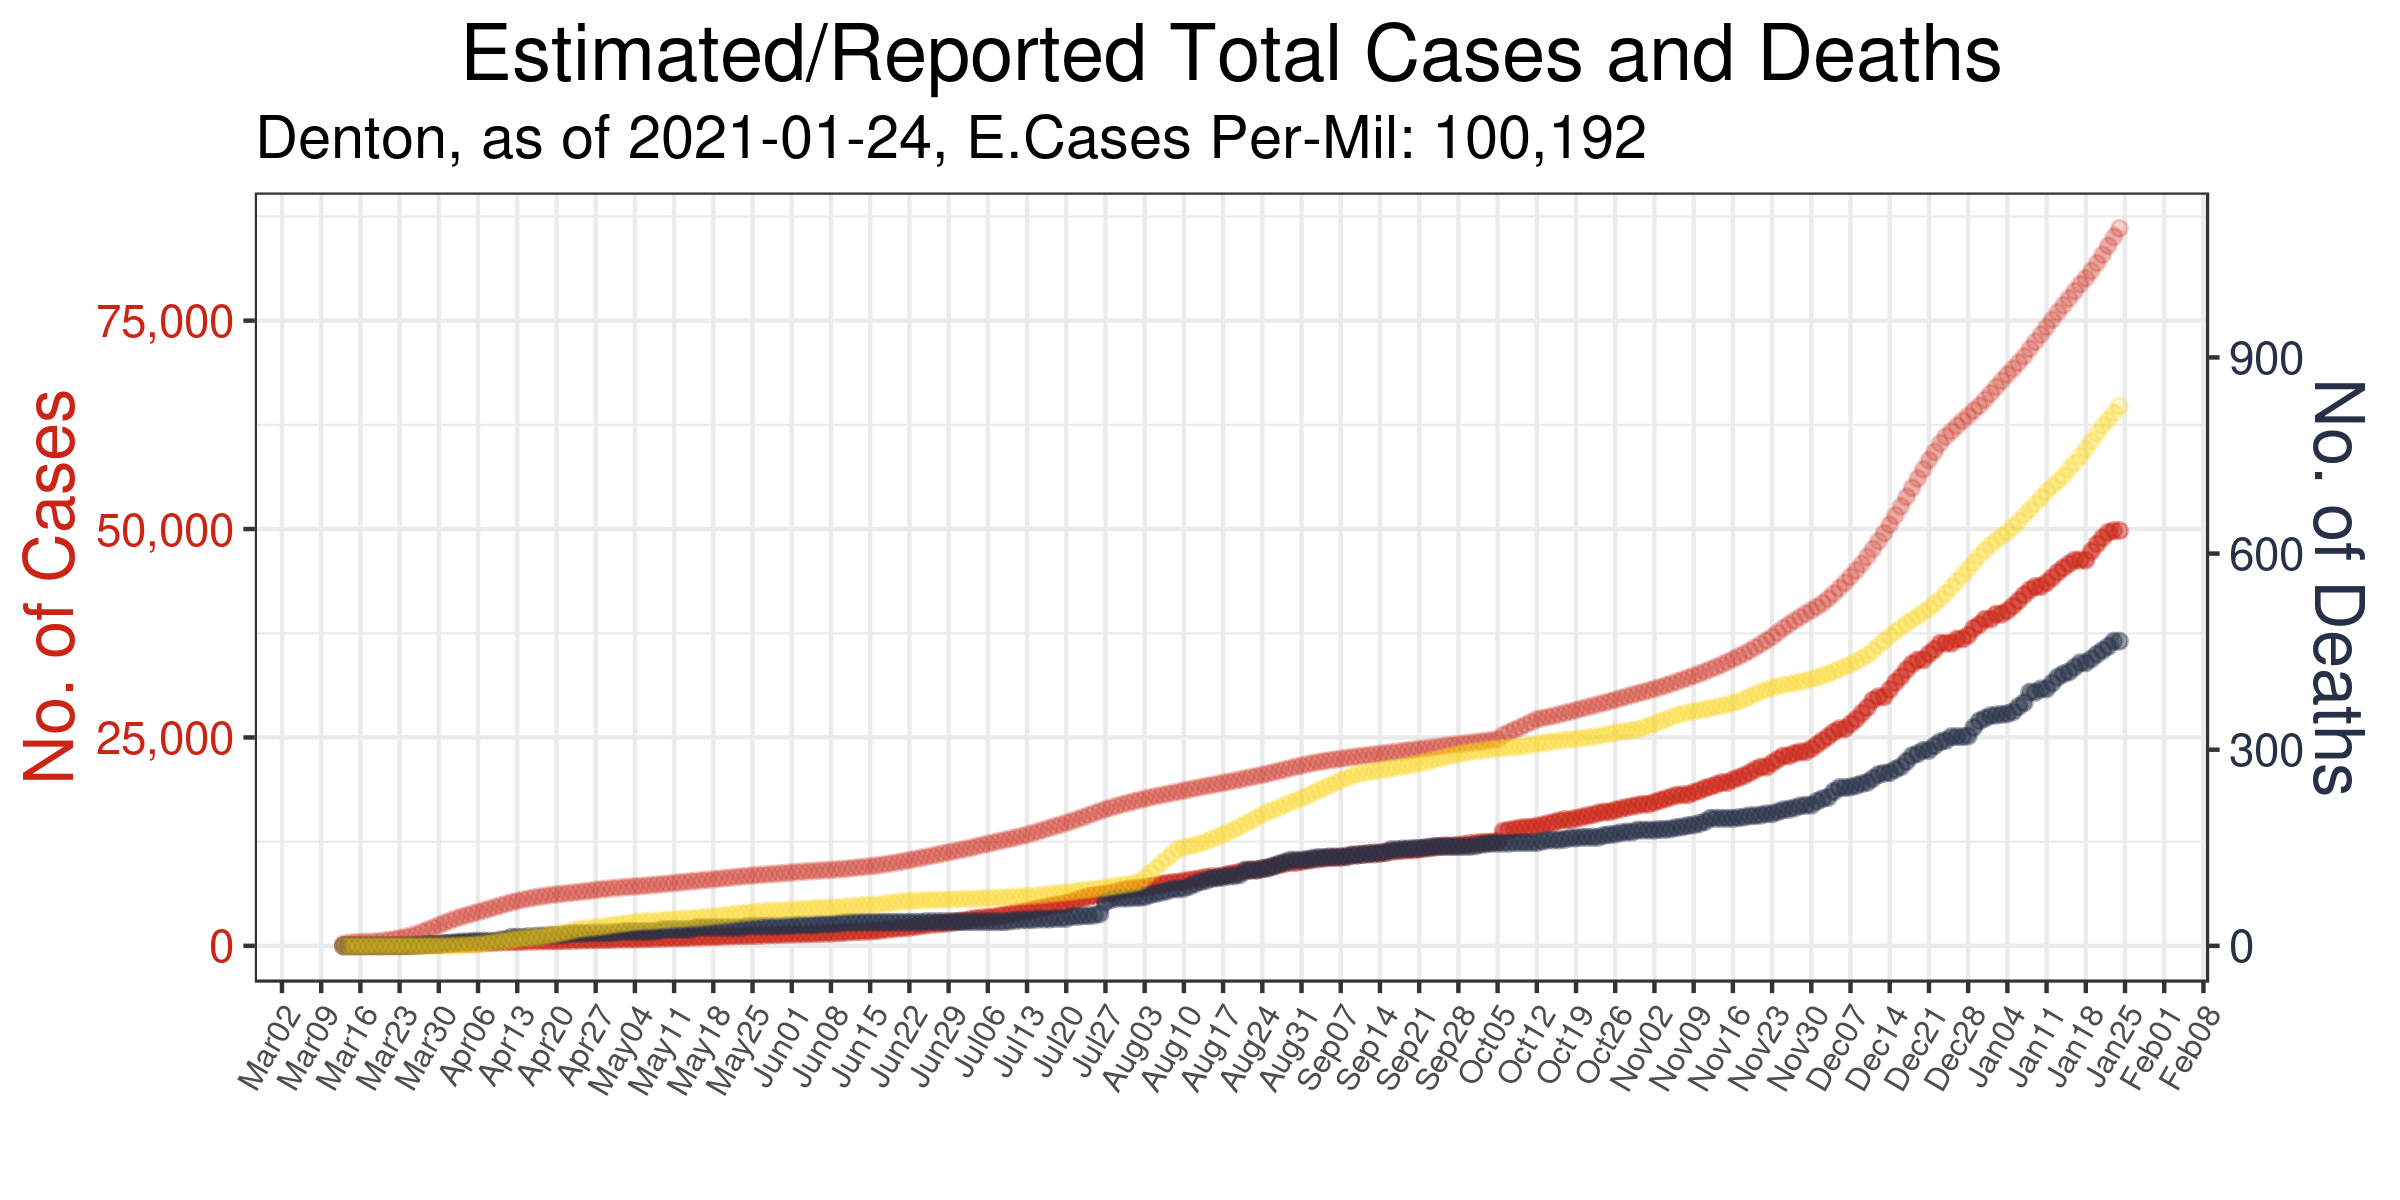 Estimated/Reported Total Cases and Deaths
Denton, as of 2021-01-24, E.Cases Per-Mil: 100,192
No. of Cases
75,000
50,000
25,000
0
900
600
300
0
No. of Deaths
Mar02
Mar09
Mar16
Mar23
Mar30
Apr06
Apr13
Apr20
Apr27
May04
May11
May18
May25
Jun01
Jun08
Jun15
Jun22
Jun29
Jul06
Jul13
Jul20
Jul27
Aug03
Aug10
Aug17
Aug24
Aug31
Sep07
Sep14
Sep21
Sep28
Oct05
Oct12
Oct19
Oct26
Nov02
Nov09
Nov16
Nov23
Nov30
Nov07
Dec14
Dec21
Dec28
Dec04
Jan11
Jan18
Jan25
Feb01
Feb08